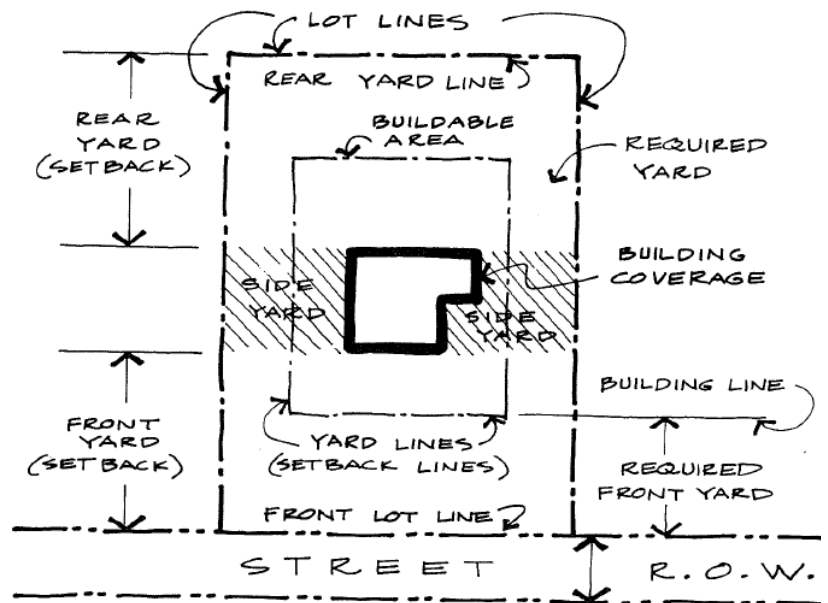 LOT LINES
REAR YARD LINE
REAR
YARD
(SETBACK)
BUILDABLE
AREA
REQUIRED
YARD
BUILDING
COVERAGE
SIDE
YARD
SIDE
YARD
BUILDING LINE
FRONT
YARD
(SETBACK)
YARD LINES
(SETBACK LINES)
REQUIRED
FRONT YARD
FRONT LOT LINE
STREET
R.O.W.